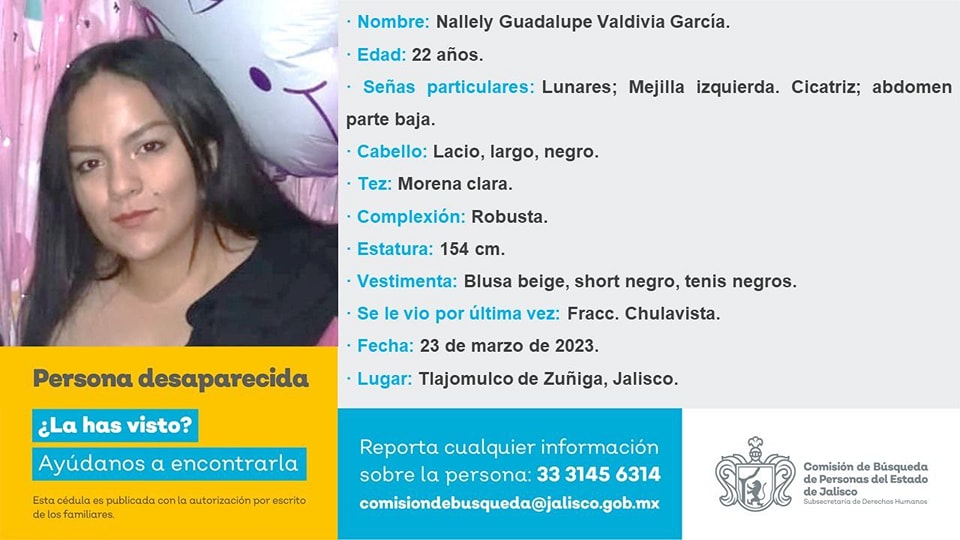 · Nombre: Nallely Guadalupe Valdivia García.
· Edad: 22 años.
· Señas particulares: Lunares; Mejilla izquierda. Cicatriz; abdomen
parte baja.
· Cabello: Lacio, largo, negro.
· Tez: Morena clara.
· Complexión: Robusta.
· Estatura: 154 cm.
· Vestimenta: Blusa beige, short negro, tenis negros.
· Se le vio por última vez: Fracc. Chulavista.
· Fecha: 23 de marzo de 2023.
· Lugar: Tlajomulco de Zuñiga, Jalisco.
Persona desaparecida
¿La has visto?
Ayúdanos a encontrarla
Esta cédula es publicada con la autorización por escrito
de los familiares.
Reporta cualquier información
sobre la persona: 33 3145 6314
comisiondebusqueda@jalisco.gob.mx
Comisión de Búsqueda
de Personas del Estado
de Jalisco
Subsecretaría de Derechos Humanos